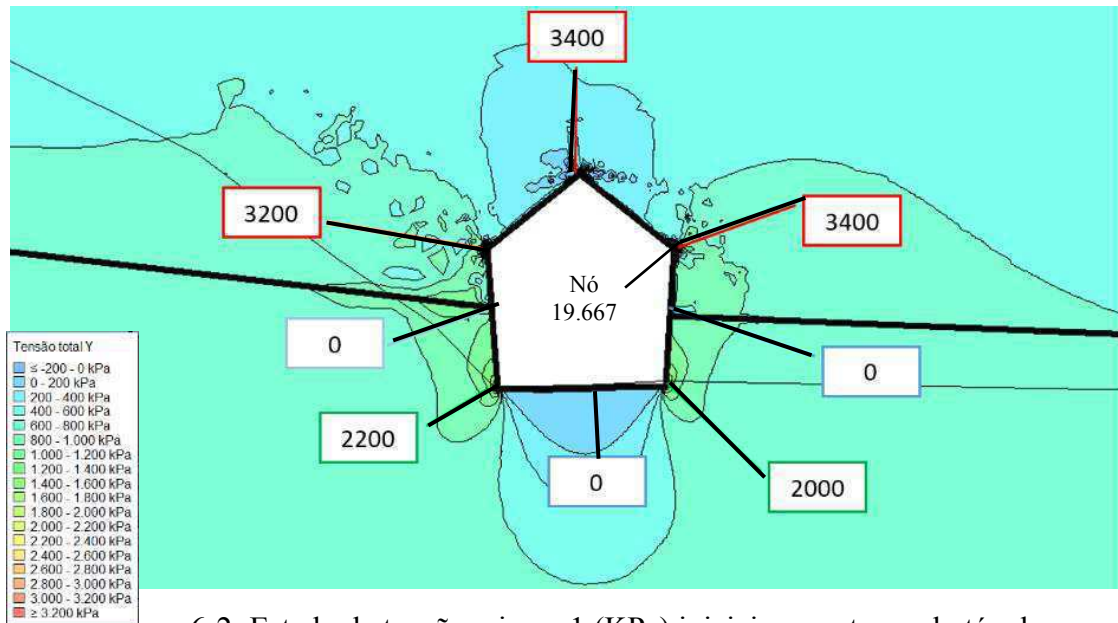 3400
3200
3400
Nó
19.667
0
0
2200
0
2000
Tensão total Y
≤ -200 - 0 kPa
0 - 200 kPa
200 - 400 kPa
400 - 600 kPa
600 - 800 kPa
800 - 1.000 kPa
1.000 - 1.200 kPa
1.200 - 1.400 kPa
1.400 - 1.600 kPa
1.600 - 1.800 kPa
1.800 - 2.000 kPa
2.000 - 2.200 kPa
2.200 - 2.400 kPa
2.400 - 2.600 kPa
2.600 - 2.800 kPa
2.800 - 3.000 kPa
3.000 - 3.200 kPa
≥ 3.200 kPa